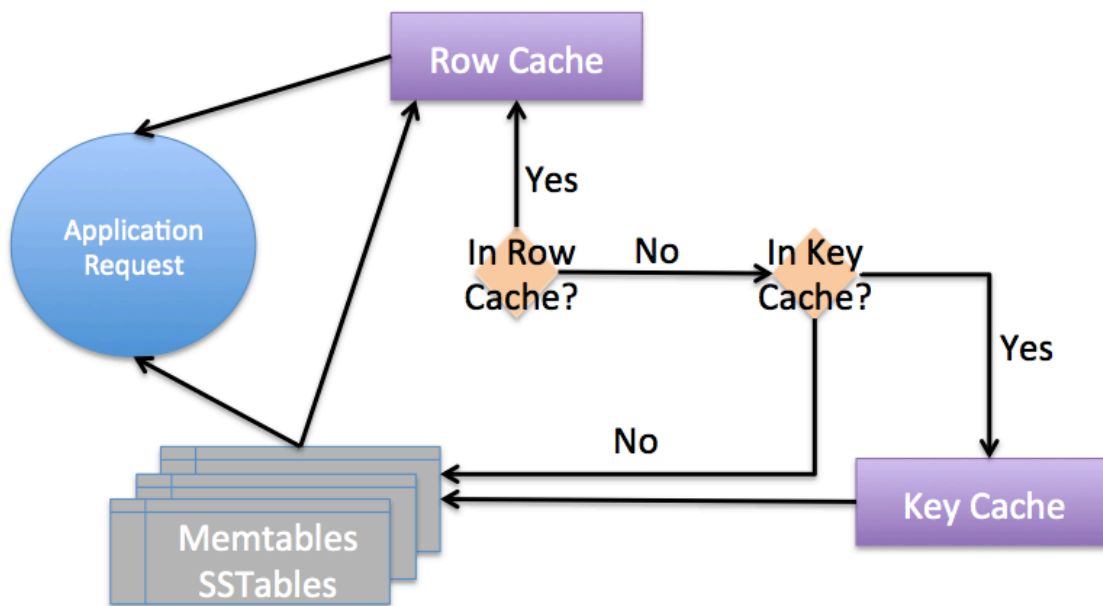 Row Cache
Yes
Application
Request
In Row
Cache?
No
In Key
Cache?
Yes
No
Key Cache
Memtables
SSTables